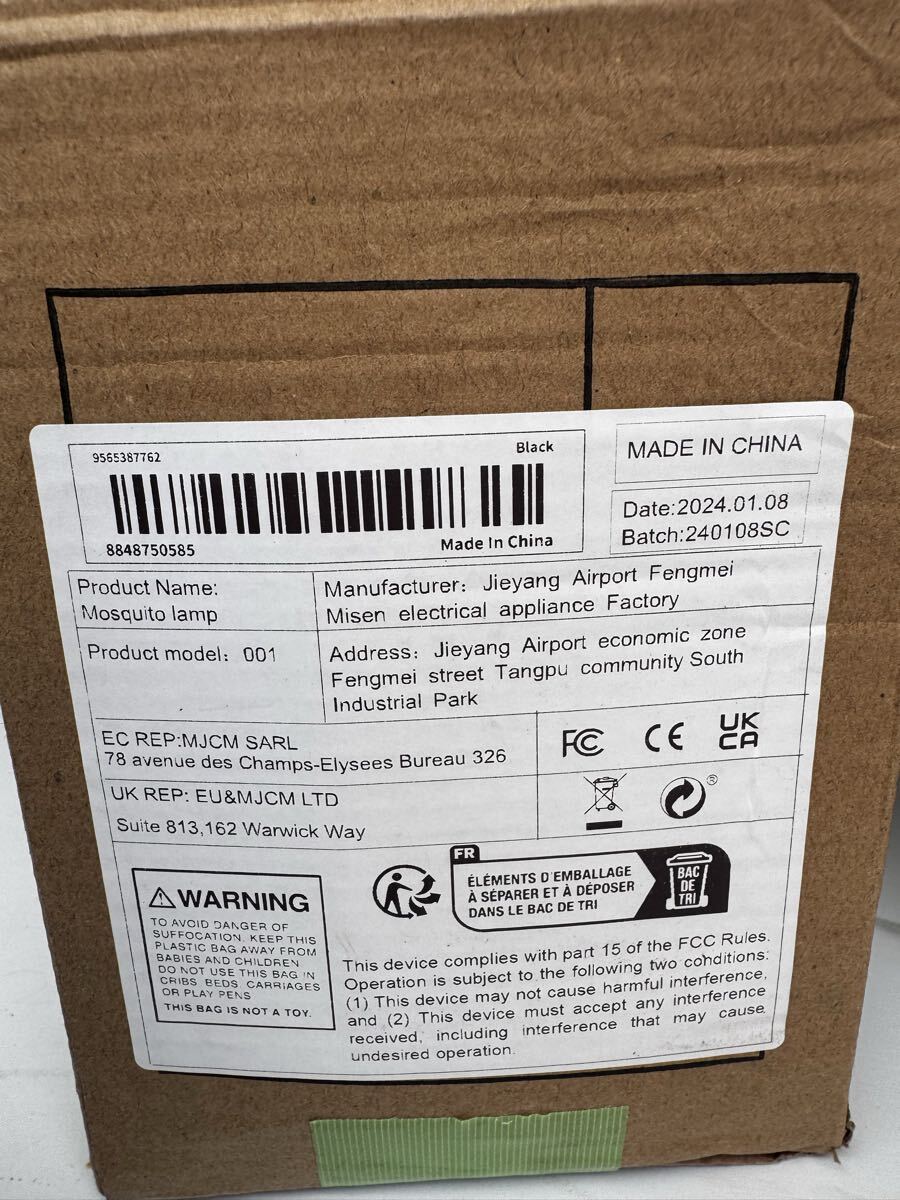 9565387762
Black
8848750585
Made In China
MADE IN CHINA
Date:2024.01.08
Batch:240108SC
Product Name:
Mosquito lamp
Manufacturer: Jieyang Airport Fengmei
Misen electrical appliance Factory
Product model: 001
Address: Jieyang Airport economic zone
Fengmei street Tangpu community South
Industrial Park
EC REP:MJCM SARL
78 avenue des Champs-Elysees Bureau 326
FC CE UK
CA
UK REP: EU&MJCM LTD
Suite 813,162 Warwick Way
®
WARNING
TO AVOID DANGER OF
SUFFOCATION. KEEP THIS
PLASTIC BAG AWAY FROM
BABIES AND CHILDREN
DO NOT USE THIS BAG IN
CRIBS. BEDS. CARRIAGES
OR PLAY PENS
THIS BAG IS NOT A TOY.
FR
ÉLÉMENTS D'EMBALLAGE
À SÉPARER ET À DÉPOSER
DANS LE BAC DE TRI
BAC
DE
TRI
This device complies with part 15 of the FCC Rules.
Operation is subject to the following two conditions:
(1) This device may not cause harmful interference,
and (2) This device must accept any interference
received, including interference that may cause
undesired operation.